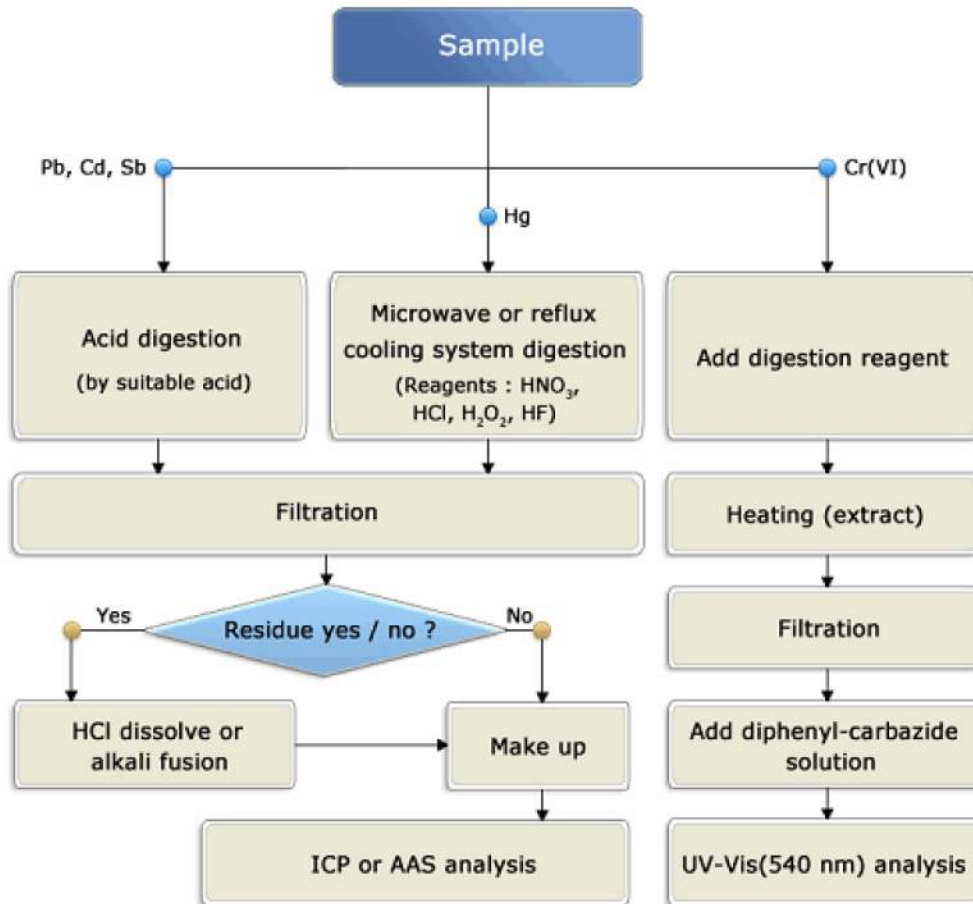 Sample
Pb, Cd, Sb
Cr(VI)
Hg
Acid digestion
(by suitable acid)
Microwave or reflux
cooling system digestion
(Reagents : HNO₃,
HCl, H₂O₂, HF)
Add digestion reagent
Filtration
Heating (extract)
Yes
Residue yes / no ?
No
Filtration
HCl dissolve or
alkali fusion
Make up
Add diphenyl-carbazide
solution
ICP or AAS analysis
UV-Vis(540 nm) analysis